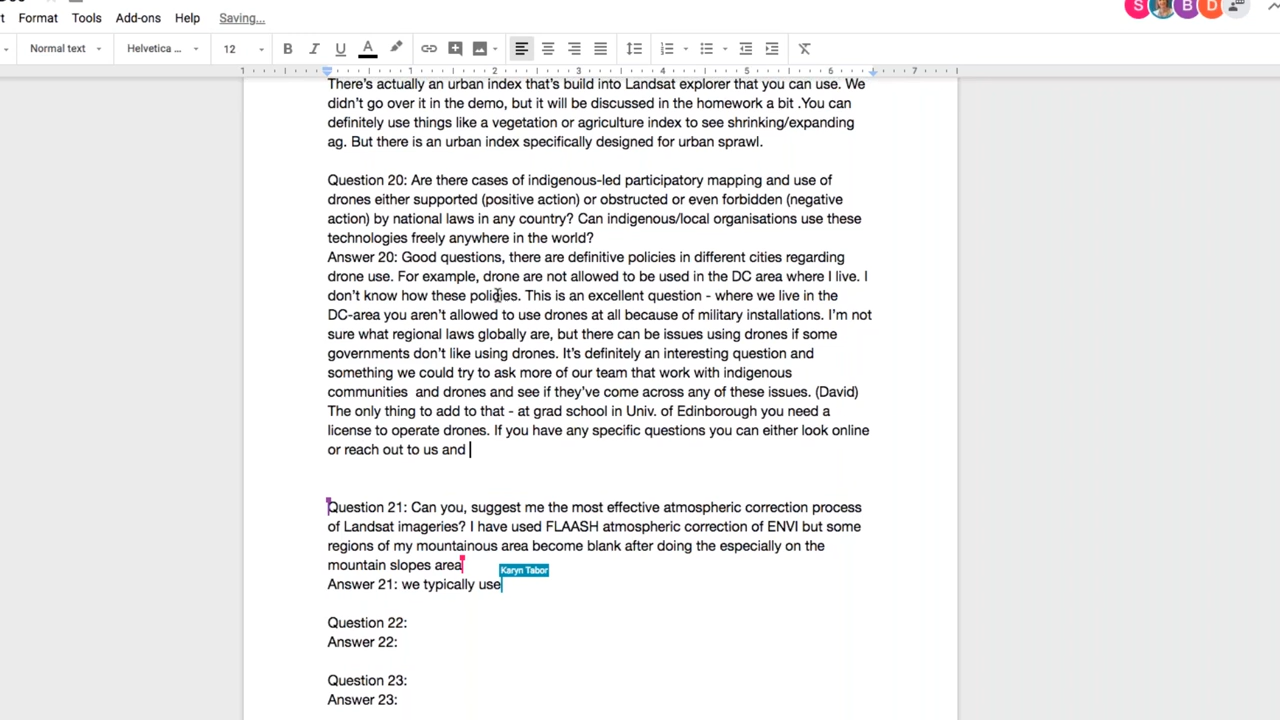 Format Tools Add-ons Help Saving...
Normal text Helvetica ... 12 B I U A
1 1 2 3 4 5 6 7
There's actually an urban index that's build into Landsat explorer that you can use. We
didn't go over it in the demo, but it will be discussed in the homework a bit .You can
definitely use things like a vegetation or agriculture index to see shrinking/expanding
ag. But there is an urban index specifically designed for urban sprawl.
Question 20: Are there cases of indigenous-led participatory mapping and use of
drones either supported (positive action) or obstructed or even forbidden (negative
action) by national laws in any country? Can indigenous/local organisations use these
technologies freely anywhere in the world?
Answer 20: Good questions, there are definitive policies in different cities regarding
drone use. For example, drone are not allowed to be used in the DC area where I live. I
don't know how these policies. This is an excellent question - where we live in the
DC-area you aren't allowed to use drones at all because of military installations. I'm not
sure what regional laws globally are, but there can be issues using drones if some
governments don't like using drones. It's definitely an interesting question and
something we could try to ask more of our team that work with indigenous
communities  and drones and see if they've come across any of these issues. (David)
The only thing to add to that - at grad school in Univ. of Edinborough you need a
license to operate drones. If you have any specific questions you can either look online
or reach out to us and
Question 21: Can you, suggest me the most effective atmospheric correction process
of Landsat imageries? I have used FLAASH atmospheric correction of ENVI but some
regions of my mountainous area become blank after doing the especially on the
mountain slopes area
Karyn Tabor
Answer 21: we typically use
Question 22:
Answer 22:
Question 23:
Answer 23: